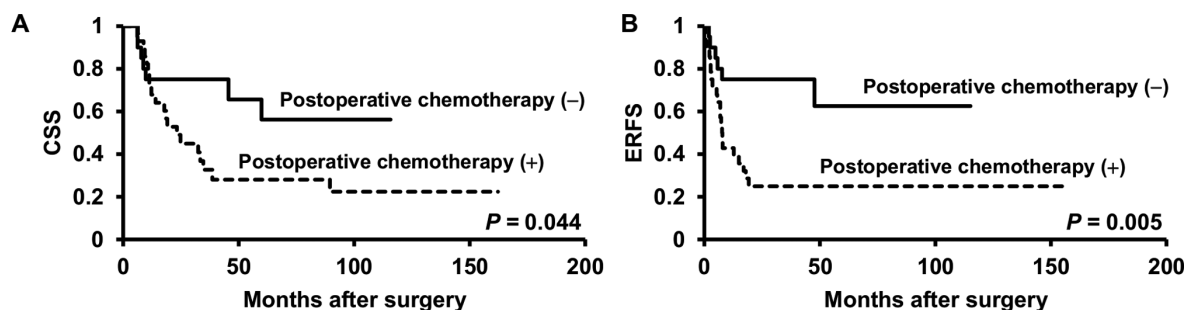 A
CSS
1
0.8
0.6
0.4
0.2
0
Postoperative chemotherapy (−)
Postoperative chemotherapy (+)
P = 0.044
0 50 100 150 200
Months after surgery
B
ERFS
1
0.8
0.6
0.4
0.2
0
Postoperative chemotherapy (−)
Postoperative chemotherapy (+)
P = 0.005
0 50 100 150 200
Months after surgery